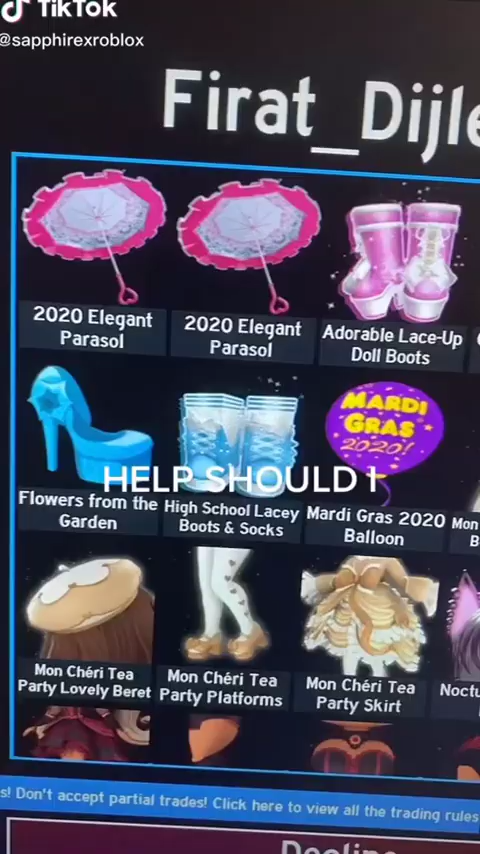 TikTok
@sapphirexroblox
Firat_Dijle
2020 Elegant
Parasol
2020 Elegant
Parasol
Adorable Lace-Up
Doll Boots
MARDI
GRAS
2020!
HELP SHOULD I
Flowers from the
Garden
High School Lacey
Boots & Socks
Mardi Gras 2020
Balloon
Mon
B
Mon Chéri Tea
Party Lovely Beret
Mon Chéri Tea
Party Platforms
Mon Chéri Tea
Party Skirt
Noctu
s! Don't accept partial trades! Click here to view all the trading rules
Decline